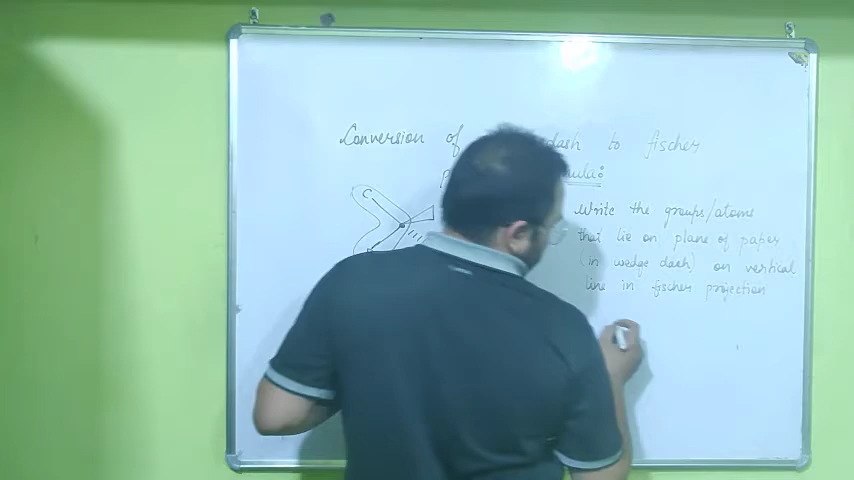 Conversion of dash to fischer
C
Write the groups/atoms
that lie on plane of paper
(in wedge dash) on vertical
line in fischer projection